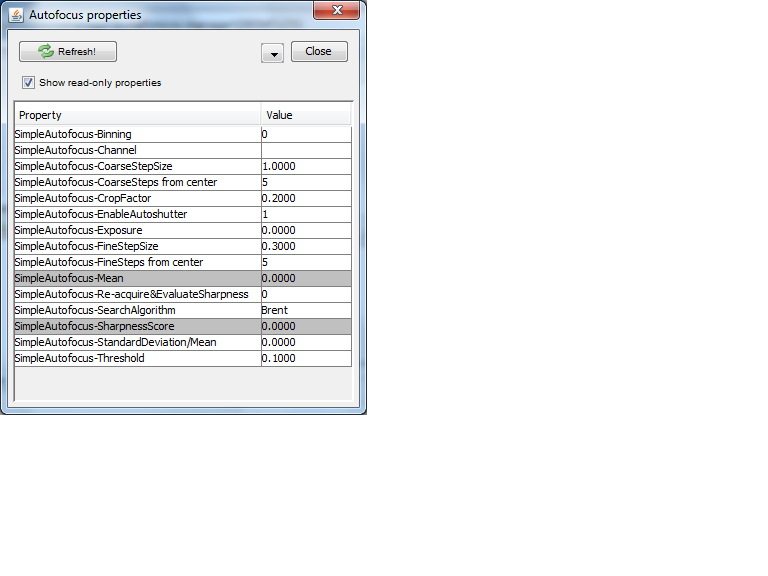 Autofocus properties
Refresh! Close
Show read-only properties
Property Value
SimpleAutofocus-Binning 0
SimpleAutofocus-Channel
SimpleAutofocus-CoarseStepSize 1.0000
SimpleAutofocus-CoarseSteps from center 5
SimpleAutofocus-CropFactor 0.2000
SimpleAutofocus-EnableAutoshutter 1
SimpleAutofocus-Exposure 0.0000
SimpleAutofocus-FineStepSize 0.3000
SimpleAutofocus-FineSteps from center 5
SimpleAutofocus-Mean 0.0000
SimpleAutofocus-Re-acquire&EvaluateSharpness 0
SimpleAutofocus-SearchAlgorithm Brent
SimpleAutofocus-SharpnessScore 0.0000
SimpleAutofocus-StandardDeviation/Mean 0.0000
SimpleAutofocus-Threshold 0.1000